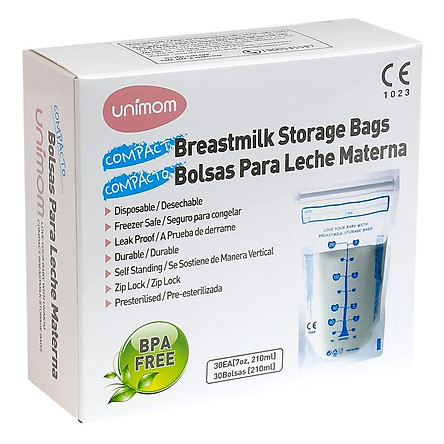 unimom
CE
1023
COMPACT Breastmilk Storage Bags
COMPACTO Bolsas Para Leche Materna
Disposable / Desechable
Freezer Safe / Seguro para congelar
Leak Proof / A Prueba de derrame
Durable / Durable
Self Standing / Se Sostiene de Manera Vertical
Zip Lock / Zip Lock
Presterilised / Pre-esterilizada
BPA
FREE
30EA[7oz, 210ml]
30Bolsas [210ml]
LOVE YOUR BABY WITH
BREASTMILK STORAGE BAGS
CE
COMPACTO
unimom
Bolsas Para Leche Materna